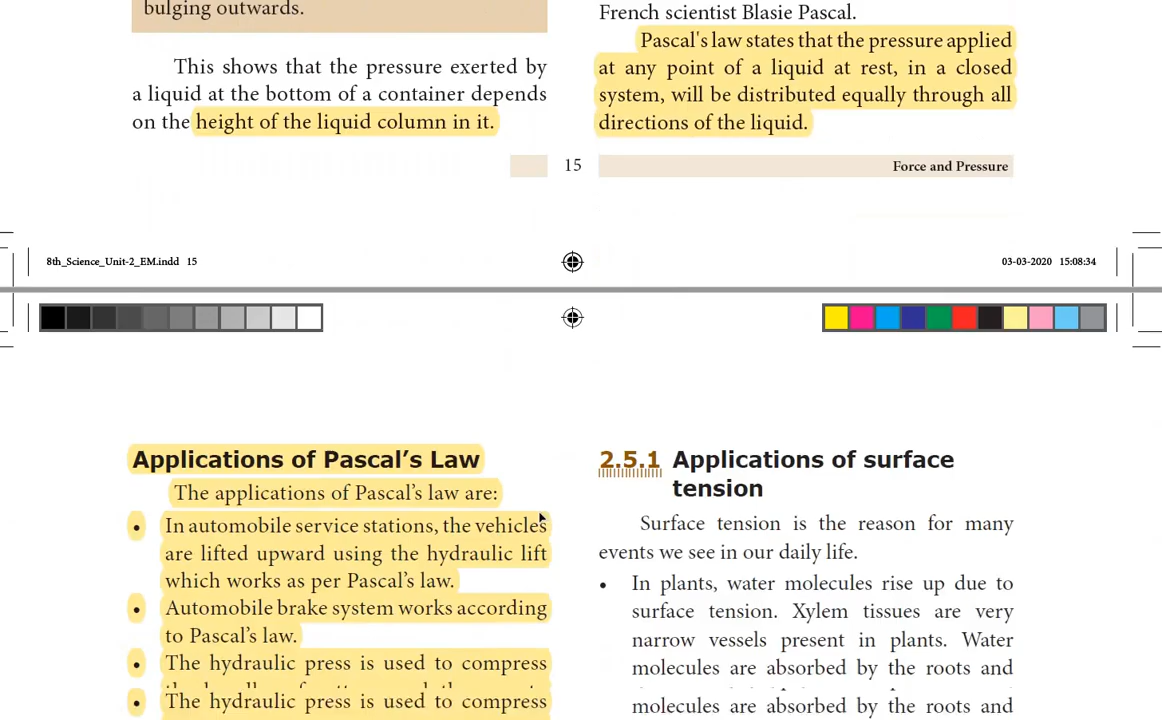 bulging outwards.
This shows that the pressure exerted by
a liquid at the bottom of a container depends
on the height of the liquid column in it.
French scientist Blasie Pascal.
Pascal's law states that the pressure applied
at any point of a liquid at rest, in a closed
system, will be distributed equally through all
directions of the liquid.
15
Force and Pressure
8th_Science_Unit-2_EM.indd 15
03-03-2020 15:08:34
Applications of Pascal's Law
The applications of Pascal's law are:
• In automobile service stations, the vehicles
are lifted upward using the hydraulic lift
which works as per Pascal's law.
• Automobile brake system works according
to Pascal's law.
• The hydraulic press is used to compress
• The hydraulic press is used to compress
2.5.1 Applications of surface
tension
Surface tension is the reason for many
events we see in our daily life.
• In plants, water molecules rise up due to
surface tension. Xylem tissues are very
narrow vessels present in plants. Water
molecules are absorbed by the roots and
molecules are absorbed by the roots and